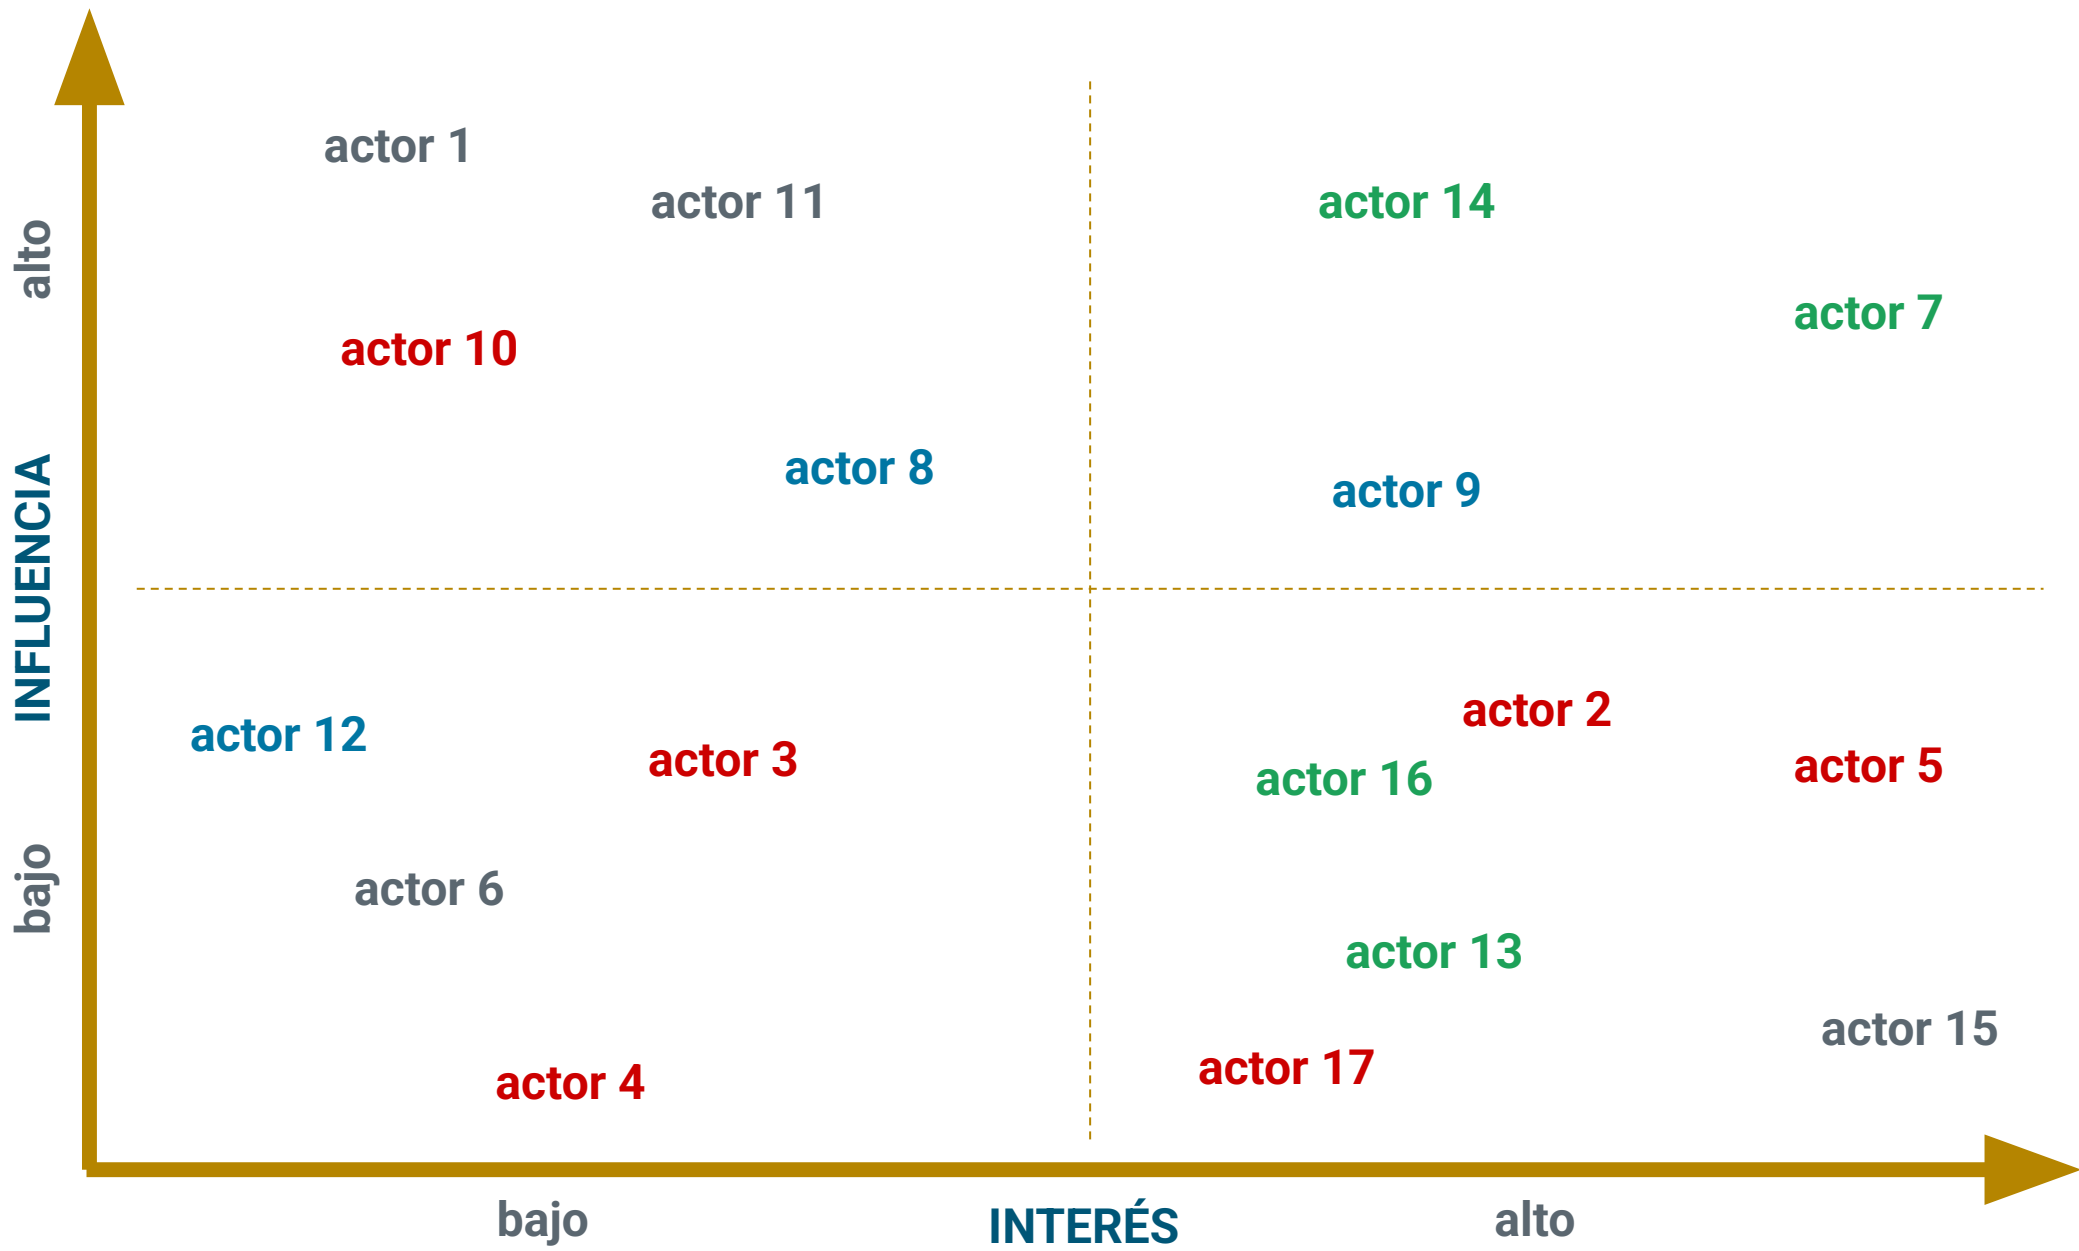 actor 1
actor 11
actor 14
alto
actor 7
actor 10
actor 8
actor 9
INFLUENCIA
actor 2
actor 12
actor 3
actor 5
actor 16
bajo
actor 6
actor 13
actor 15
actor 17
actor 4
bajo
INTERÉS
alto